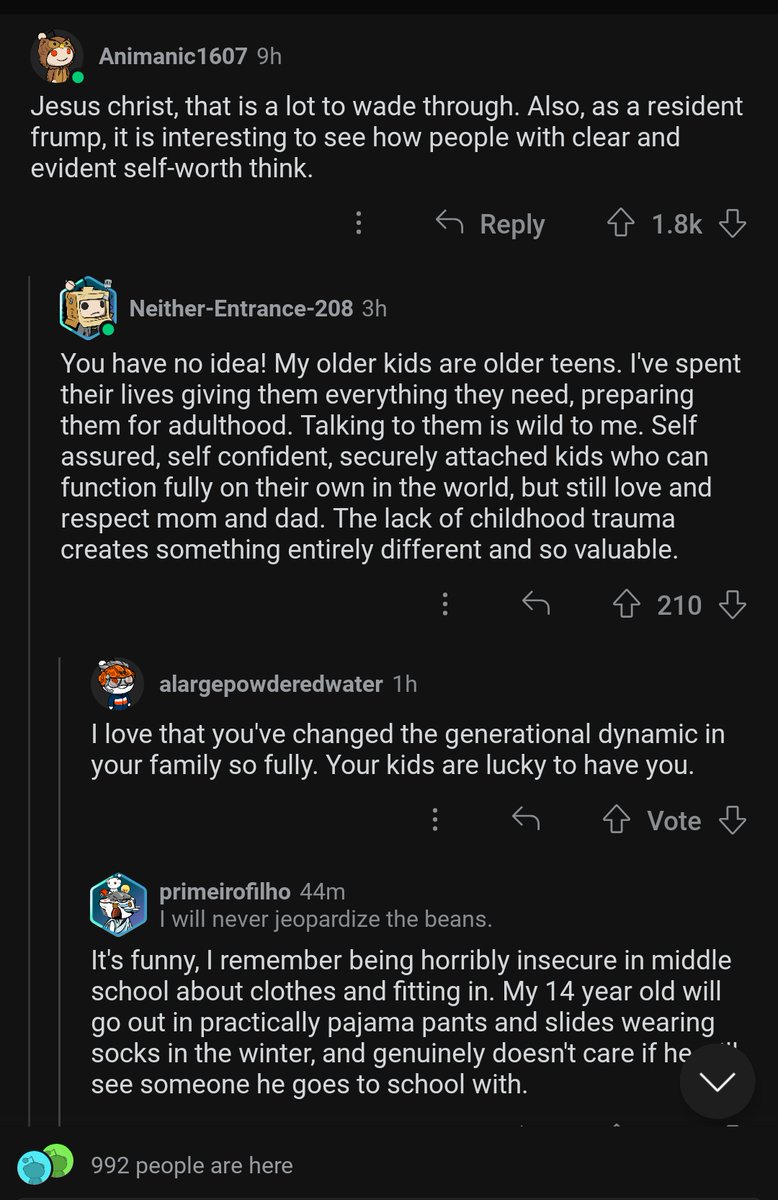 Animanic1607 9h
Jesus christ, that is a lot to wade through. Also, as a resident
frump, it is interesting to see how people with clear and
evident self-worth think.
Reply 1.8k
Neither-Entrance-208 3h
You have no idea! My older kids are older teens. I've spent
their lives giving them everything they need, preparing
them for adulthood. Talking to them is wild to me. Self
assured, self confident, securely attached kids who can
function fully on their own in the world, but still love and
respect mom and dad. The lack of childhood trauma
creates something entirely different and so valuable.
210
alargepowderedwater 1h
I love that you've changed the generational dynamic in
your family so fully. Your kids are lucky to have you.
Vote
primeirofilho 44m
I will never jeopardize the beans.
It's funny, I remember being horribly insecure in middle
school about clothes and fitting in. My 14 year old will
go out in practically pajama pants and slides wearing
socks in the winter, and genuinely doesn't care if he
see someone he goes to school with.
992 people are here